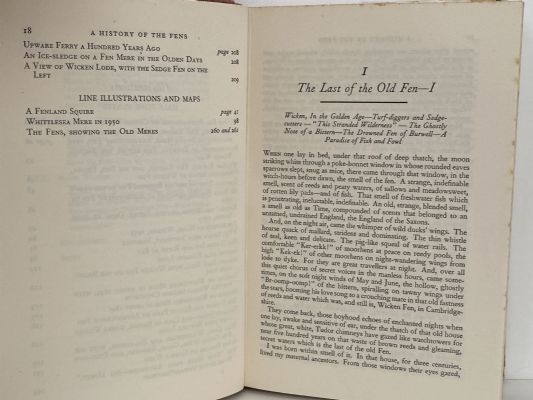 18
A HISTORY OF THE FENS
UPWARE FERRY A HUNDRED YEARS AGO page 208
AN ICE-SLEDGE ON A FEN MERE IN THE OLDEN DAYS 208
A VIEW OF WICKEN LODE, WITH THE SEDGE FEN ON THE
LEFT 209
LINE ILLUSTRATIONS AND MAPS
A FENLAND SQUIRE page 41
WHITTLESEA MERE IN 1950 58
THE FENS, SHOWING THE OLD MERES 260 and 261
I
The Last of the Old Fen—I
Wicken, In the Golden Age—Turf-diggers and Sedge-
cutters — "This Stranded Wilderness" — The Ghostly
Note of a Bittern—The Drowned Fen of Burwell—A
Paradise of Fish and Fowl
WHEN one lay in bed, under that roof of deep thatch, the moon
striking whim through a poke-bonnet window in whose rounded eaves
sparrows slept, snug as mice, there came through that window, in the
witch-hours before dawn, the smell of the fen. A strange, indefinable
smell, scent of reeds and peaty waters, of sallows and meadowsweet,
of rotten lily pads—and of fish. That smell of freshwater fish which
is penetrating, ineluctable, indefinable. An old, strange, blended smell,
a smell as old as Time, compounded of scents that belonged to an
untamed, undrained England, the England of the Saxons.
And, on the night air, came the whimper of wild ducks' wings. The
hoarse quack of mallard, stridens and dominating. The thin whistle
of teal, keen and delicate. The pig-like squeal of water rails. The
comfortable "Ker-erkk!" of moorhens at peace on reedy pools, the
high "Kek-ek!" of other moorhens on night-wandering wings from
lode to dyke. For they are great travellers at night. And, over all
this quiet chorus of secret voices in the manless hours, came some-
times, on the soft night winds of May and June, the hollow, ghostly
"Br-oomp-oomp!" of the bittern, spiralling on tawny wings under
the stars, booming his love song to a crouching mate in that old fastness
of reeds and water which was, and still is, Wicken Fen, in Cambridge-
shire.
They come back, those boyhood echoes of enchanted nights when
one lay, awake and sensitive of ear, under the thatch of that old house
whose great, white, Tudor chimneys have gazed like watchtowers for
near five hundred years on that waste of brown reeds and gleaming,
secret waters which is the last of the old Fen.
I was born within smell of it. In that house, for three centuries,
lived my maternal ancestors. From those windows their eyes gazed,